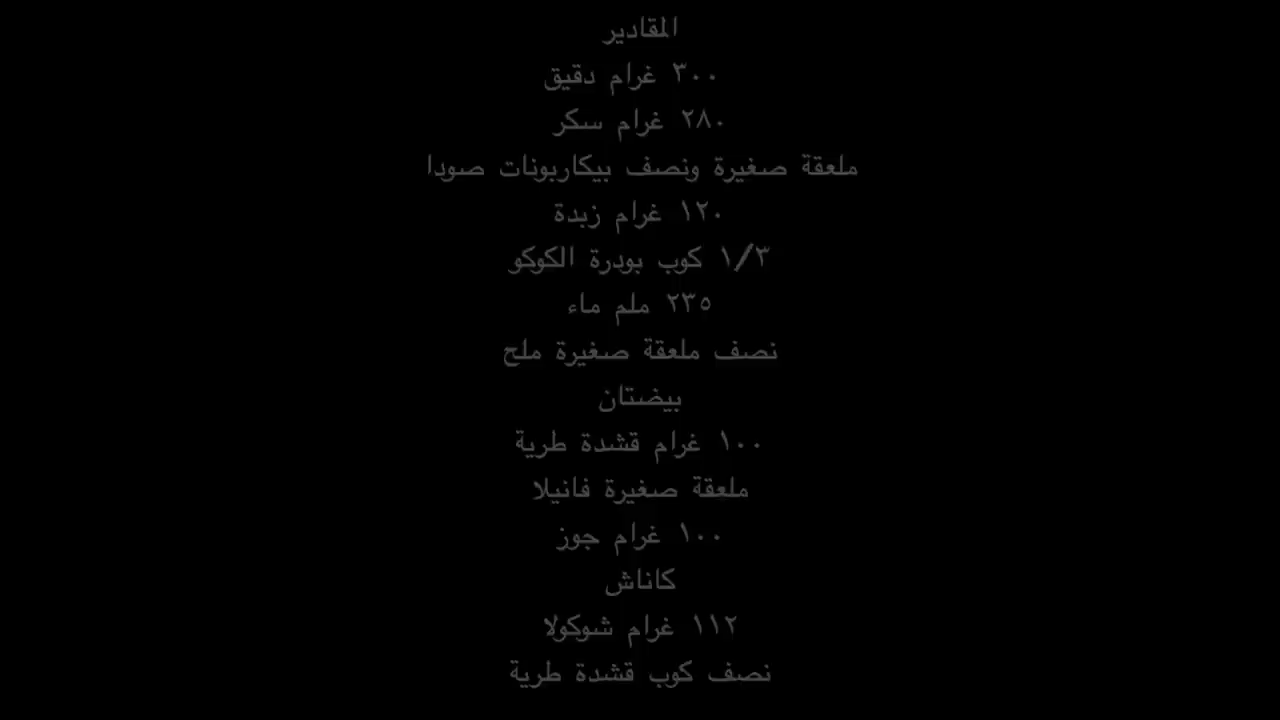 المقادير
٣٠٠ غرام دقيق
٢٨٠ غرام سكر
ملعقة صغيرة ونصف بيكاربونات صودا
١٢٠ غرام زبدة
١/٣ كوب بودرة الكوكو
٢٣٥ ملم ماء
نصف ملعقة صغيرة ملح
بيضتان
١٠٠ غرام قشدة طرية
ملعقة صغيرة فانيلا
١٠٠ غرام جوز
كاناش
١١٢ غرام شوكولا
نصف كوب قشدة طرية